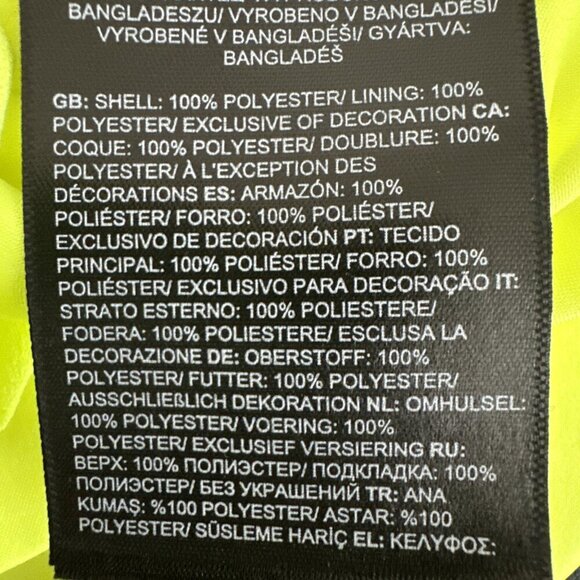 BANGLADESZU/ VYROBENO V BANGLADÉŠI/
VYROBENÉ V BANGLADÉŠI/ GYÁRTVA:
BANGLADÉŠ
GB: SHELL: 100% POLYESTER/ LINING: 100%
POLYESTER/ EXCLUSIVE OF DECORATION CA:
COQUE: 100% POLYESTER/ DOUBLURE: 100%
POLYESTER/ À L'EXCEPTION DES
DÉCORATIONS ES: ARMAZÓN: 100%
POLIÉSTER/ FORRO: 100% POLIÉSTER/
EXCLUSIVO DE DECORACIÓN PT: TECIDO
PRINCIPAL: 100% POLIÉSTER/ FORRO: 100%
POLIÉSTER/ EXCLUSIVO PARA DECORAÇÃO IT:
STRATO ESTERNO: 100% POLIESTERE/
FODERA: 100% POLIESTERE/ ESCLUSA LA
DECORAZIONE DE: OBERSTOFF: 100%
POLYESTER/ FUTTER: 100% POLYESTER/
AUSSCHLIEßLICH DEKORATION NL: OMHULSEL:
100% POLYESTER/ VOERING: 100%
POLYESTER/ EXCLUSIEF VERSIERING RU:
ВЕРХ: 100% ПОЛИЭСТЕР/ ПОДКЛАДКА: 100%
ПОЛИЭСТЕР/ БЕЗ УКРАШЕНИЙ TR: ANA
KUMAŞ: %100 POLYESTER/ ASTAR: %100
POLYESTER/ SÜSLEME HARİÇ EL: ΚΕΛΥΦΟΣ: